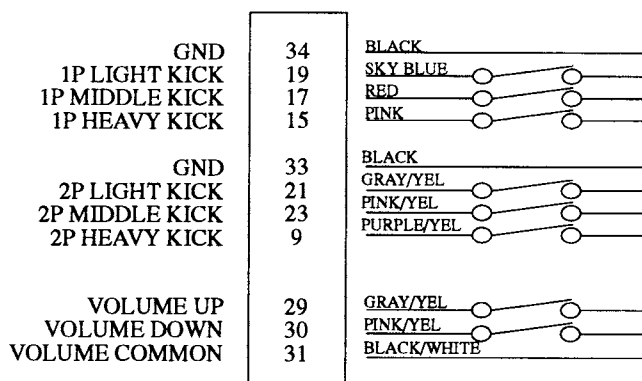 GND 34 BLACK
1P LIGHT KICK 19 SKY BLUE
1P MIDDLE KICK 17 RED
1P HEAVY KICK 15 PINK
GND 33 BLACK
2P LIGHT KICK 21 GRAY/YEL
2P MIDDLE KICK 23 PINK/YEL
2P HEAVY KICK 9 PURPLE/YEL
VOLUME UP 29 GRAY/YEL
VOLUME DOWN 30 PINK/YEL
VOLUME COMMON 31 BLACK/WHITE